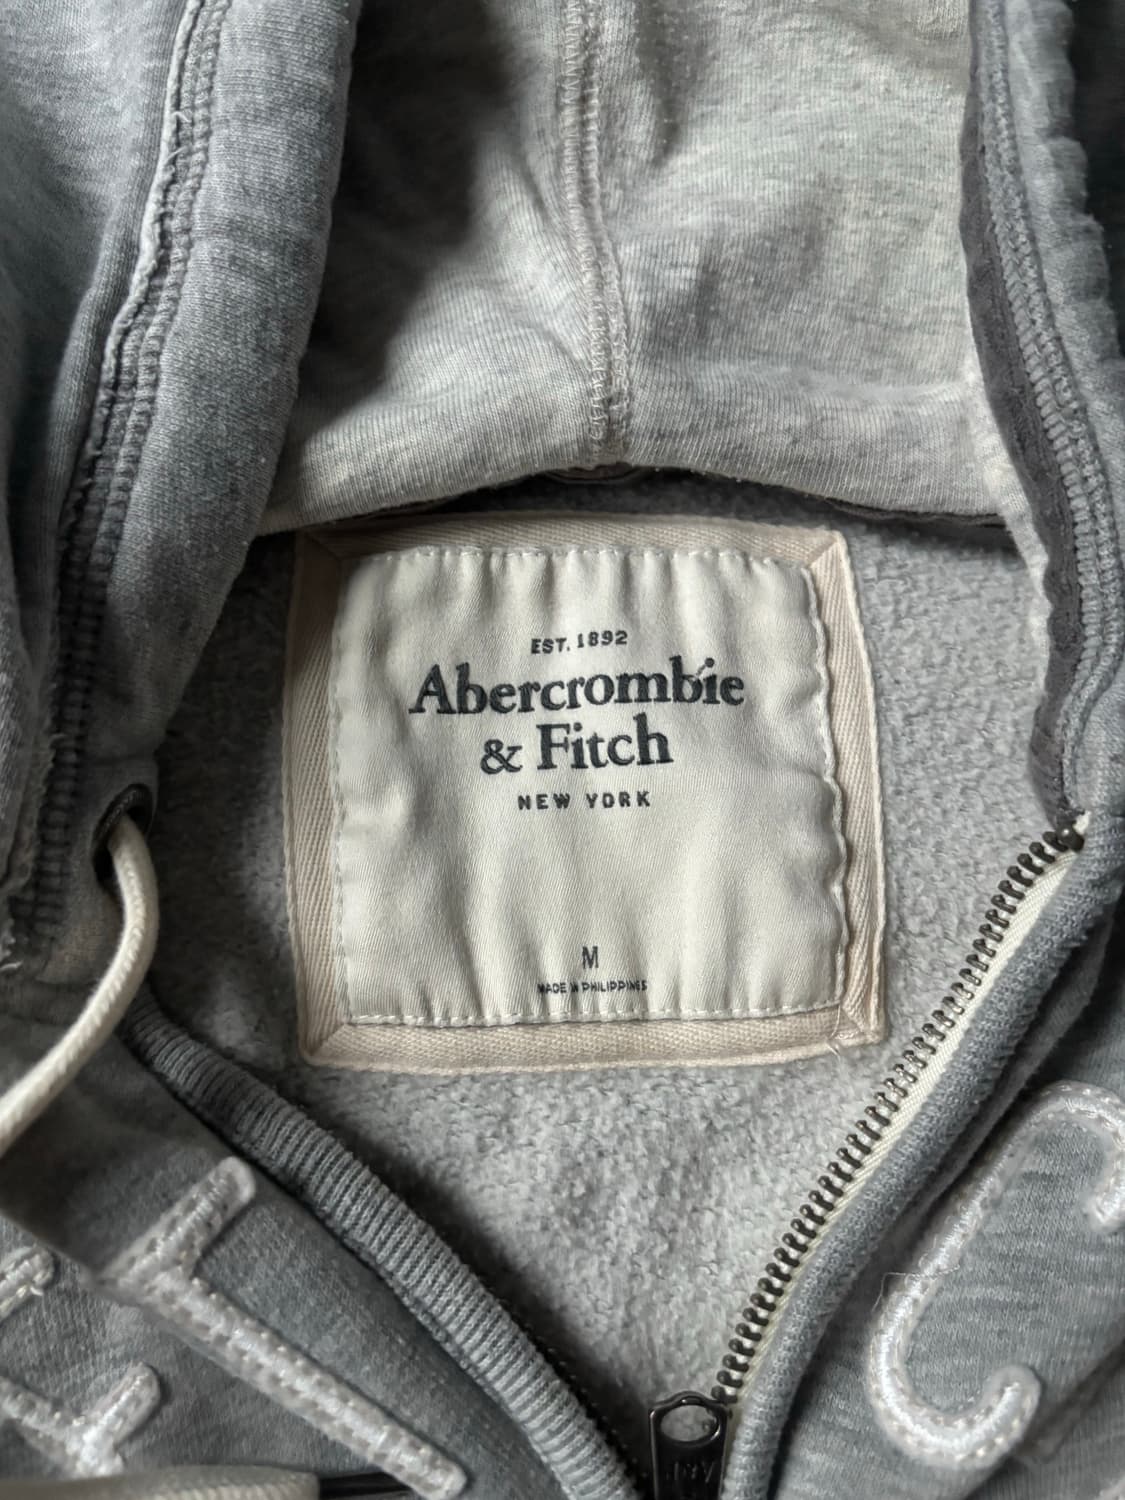 EST. 1892
Abercrombie
& Fitch
NEW YORK
M
MADE IN PHILIPPINES